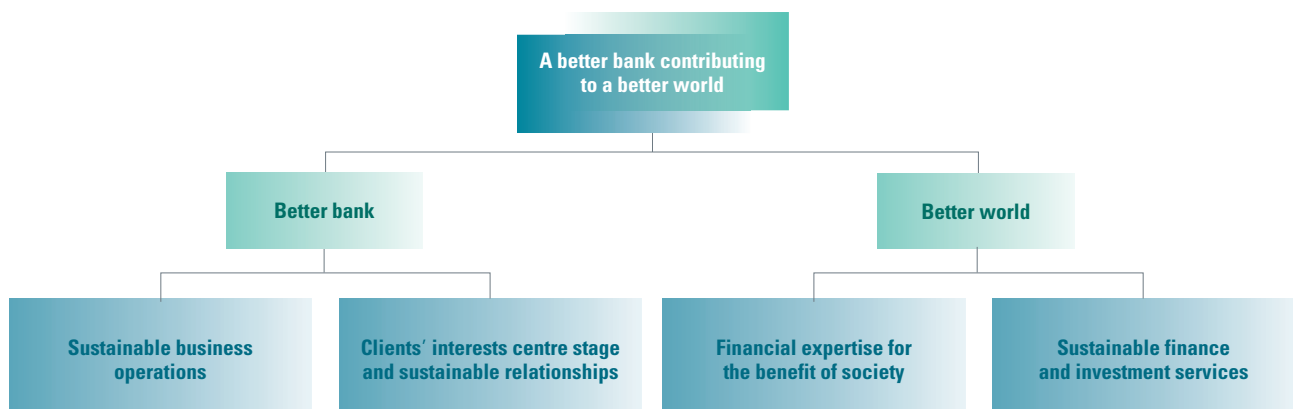 A better bank contributing
to a better world
Better bank
Better world
Sustainable business
operations
Clients' interests centre stage
and sustainable relationships
Financial expertise for
the benefit of society
Sustainable finance
and investment services